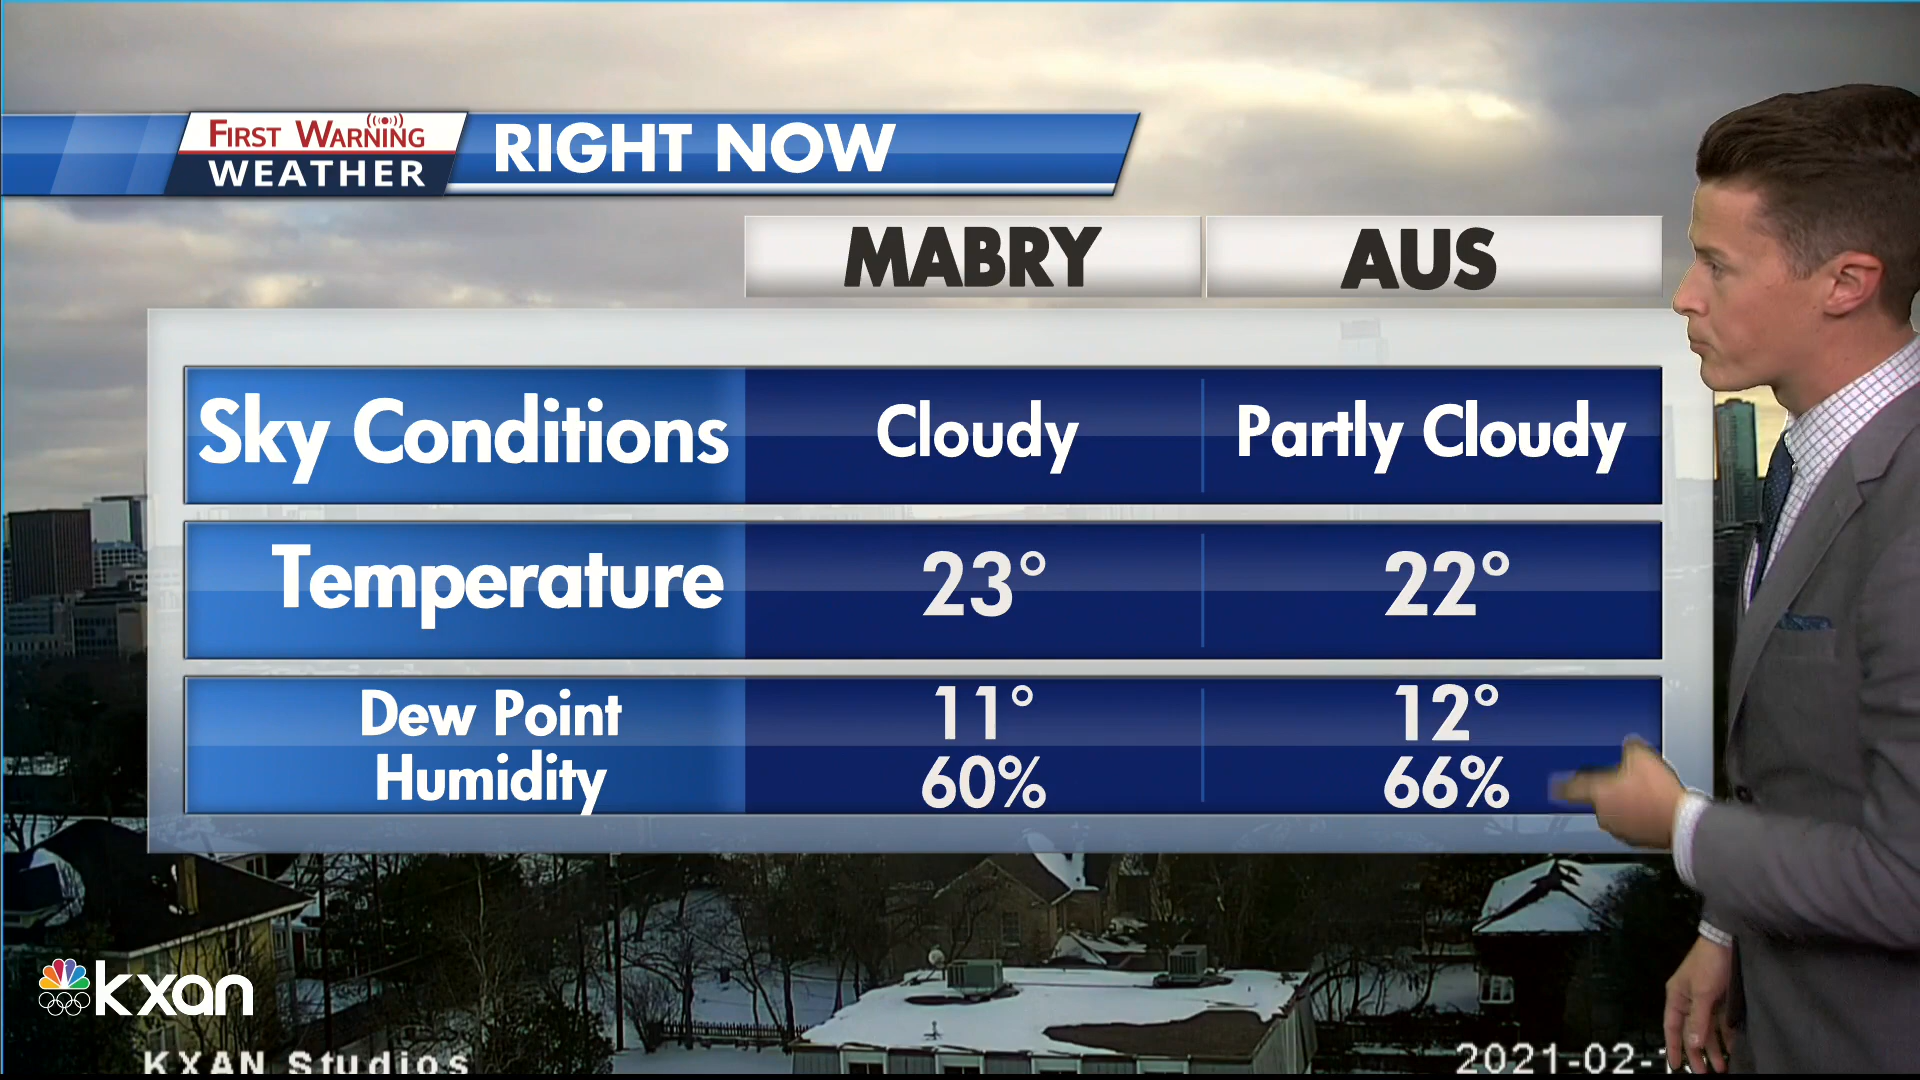 FIRST WARNING
WEATHER
RIGHT NOW
MABRY AUS
Sky Conditions Cloudy Partly Cloudy
Temperature 23° 22°
Dew Point 11° 12°
Humidity 60% 66%
kxan
KXAN Studios